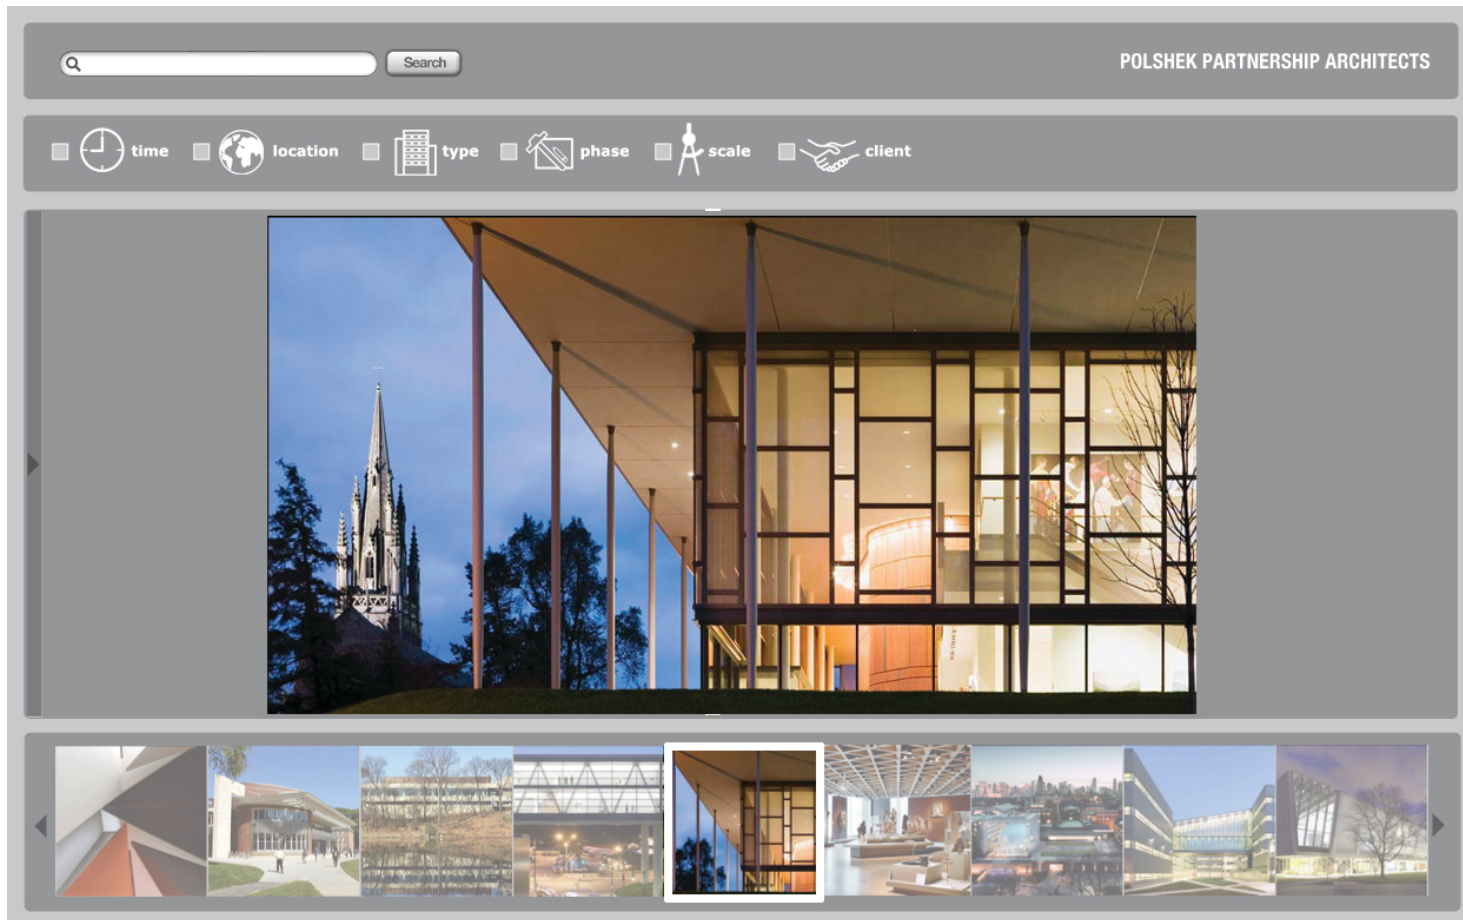 Search
POLSHEK PARTNERSHIP ARCHITECTS
time location type phase scale client